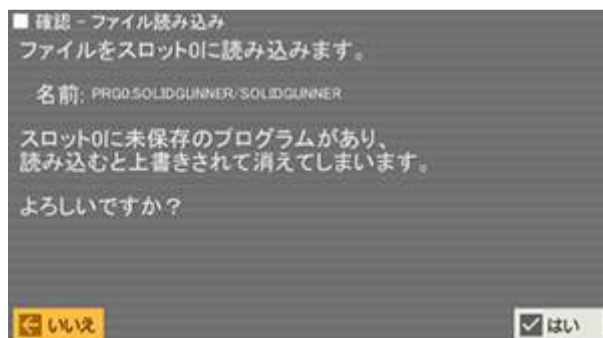 ■ 確認 - ファイル読み込み
ファイルをスロット0に読み込みます。
名前: PRG0:SOLIDGUNNER/SOLIDGUNNER
スロット0に未保存のプログラムがあり、
読み込むと上書きされて消えてしまいます。
よろしいですか？
いいえ
はい